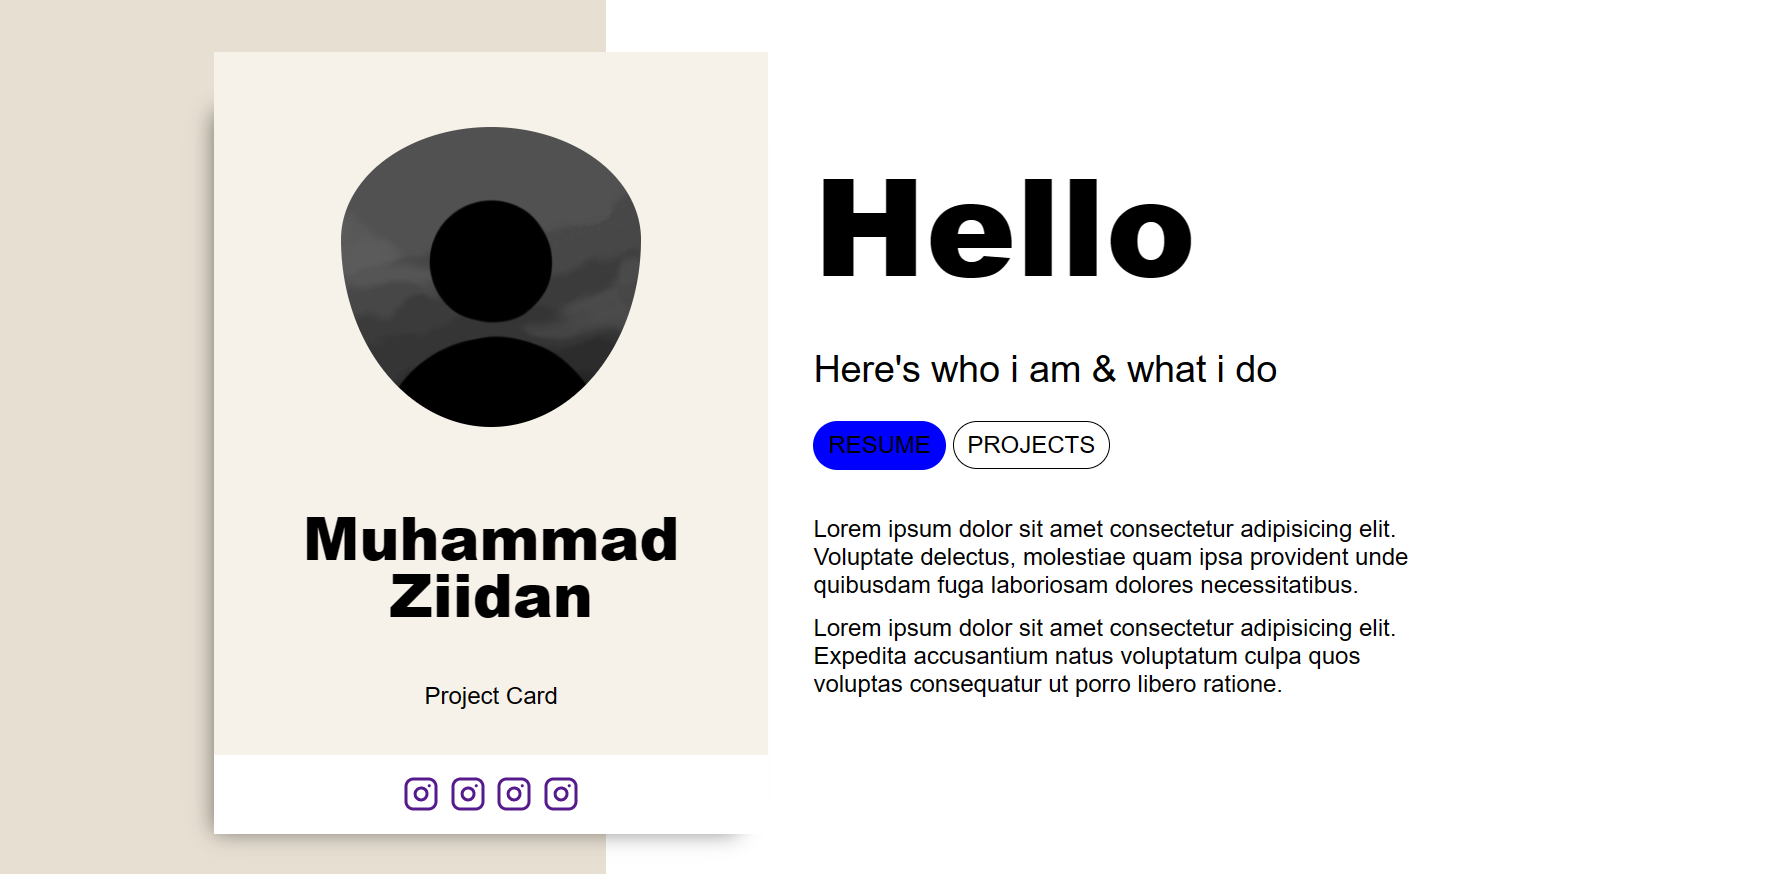 Muhammad
Ziidan
Project Card
Hello
Here's who i am & what i do
RESUME PROJECTS
Lorem ipsum dolor sit amet consectetur adipisicing elit.
Voluptate delectus, molestiae quam ipsa provident unde
quibusdam fuga laboriosam dolores necessitatibus.
Lorem ipsum dolor sit amet consectetur adipisicing elit.
Expedita accusantium natus voluptatum culpa quos
voluptas consequatur ut porro libero ratione.